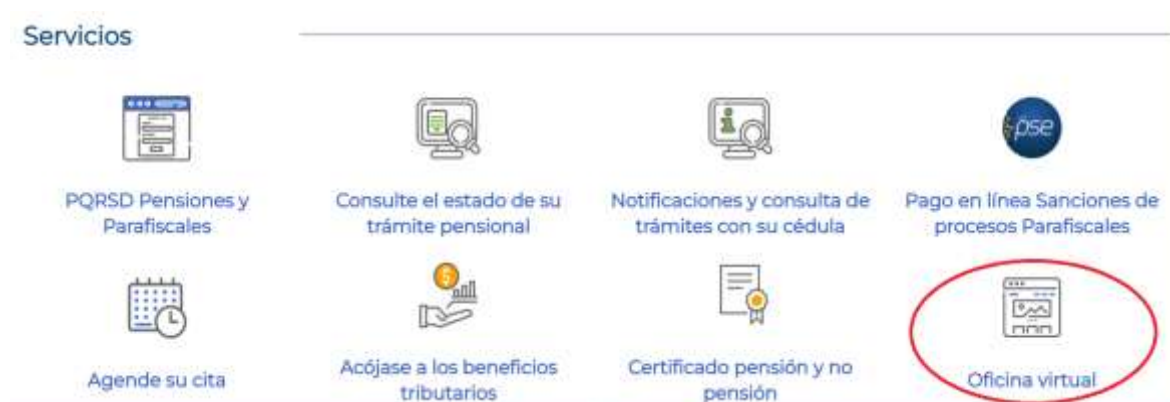 Servicios
pse
PQRSD Pensiones y
Parafiscales
Consulte el estado de su
trámite pensional
Notificaciones y consulta de
trámites con su cédula
Pago en línea Sanciones de
procesos Parafiscales
Agende su cita
Acójase a los beneficios
tributarios
Certificado pensión y no
pensión
Oficina virtual